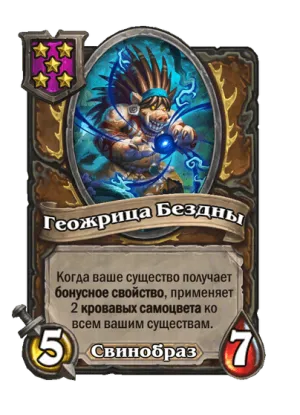 Геожрица Бездны
Когда ваше существо получает
бонусное свойство, применяет
2 кровавых самоцвета ко
всем вашим существам.
5
Свинобраз
7